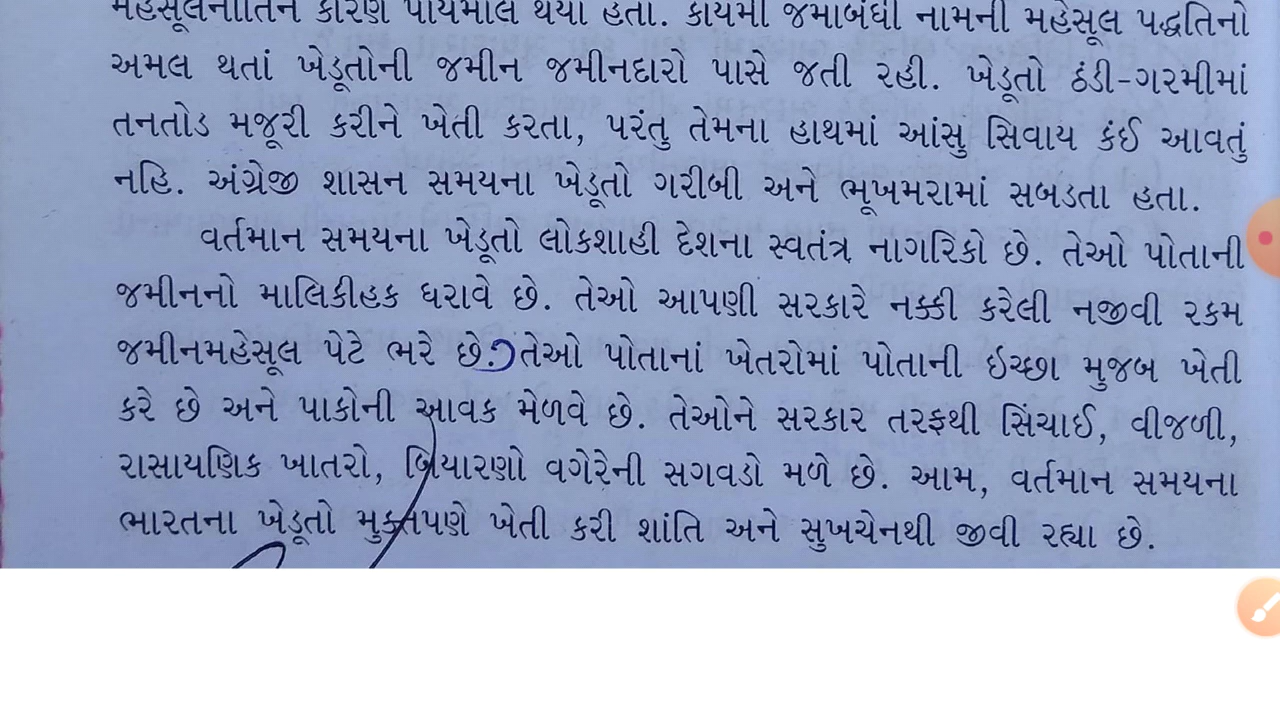 મહેસૂલનીતિને કારણે પાયમાલ થયા હતા. કાયમી જમાબંધી નામની મહેસૂલ પદ્ધતિનો
અમલ થતાં ખેડૂતોની જમીન જમીનદારો પાસે જતી રહી. ખેડૂતો ઠંડી-ગરમીમાં
તનતોડ મજૂરી કરીને ખેતી કરતા, પરંતુ તેમના હાથમાં આંસુ સિવાય કંઈ આવતું
નહિ. અંગ્રેજી શાસન સમયના ખેડૂતો ગરીબી અને ભૂખમરામાં સબડતા હતા.
વર્તમાન સમયના ખેડૂતો લોકશાહી દેશના સ્વતંત્ર નાગરિકો છે. તેઓ પોતાની
જમીનનો માલિકીહક ધરાવે છે. તેઓ આપણી સરકારે નક્કી કરેલી નજીવી રકમ
જમીનમહેસૂલ પેટે ભરે છે. તેઓ પોતાનાં ખેતરોમાં પોતાની ઇચ્છા મુજબ ખેતી
કરે છે અને પાકોની આવક મેળવે છે. તેઓને સરકાર તરફથી સિંચાઈ, વીજળી,
રાસાયણિક ખાતરો, બિયારણો વગેરેની સગવડો મળે છે. આમ, વર્તમાન સમયના
ભારતના ખેડૂતો મુક્તપણે ખેતી કરી શાંતિ અને સુખચેનથી જીવી રહ્યા છે.